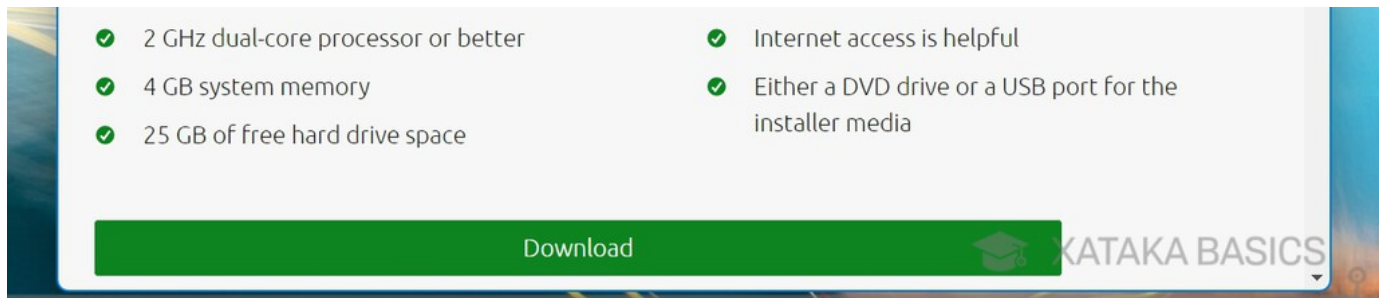 2 GHz dual-core processor or better
4 GB system memory
25 GB of free hard drive space
Internet access is helpful
Either a DVD drive or a USB port for the
installer media
Download
XATAKA BASICS